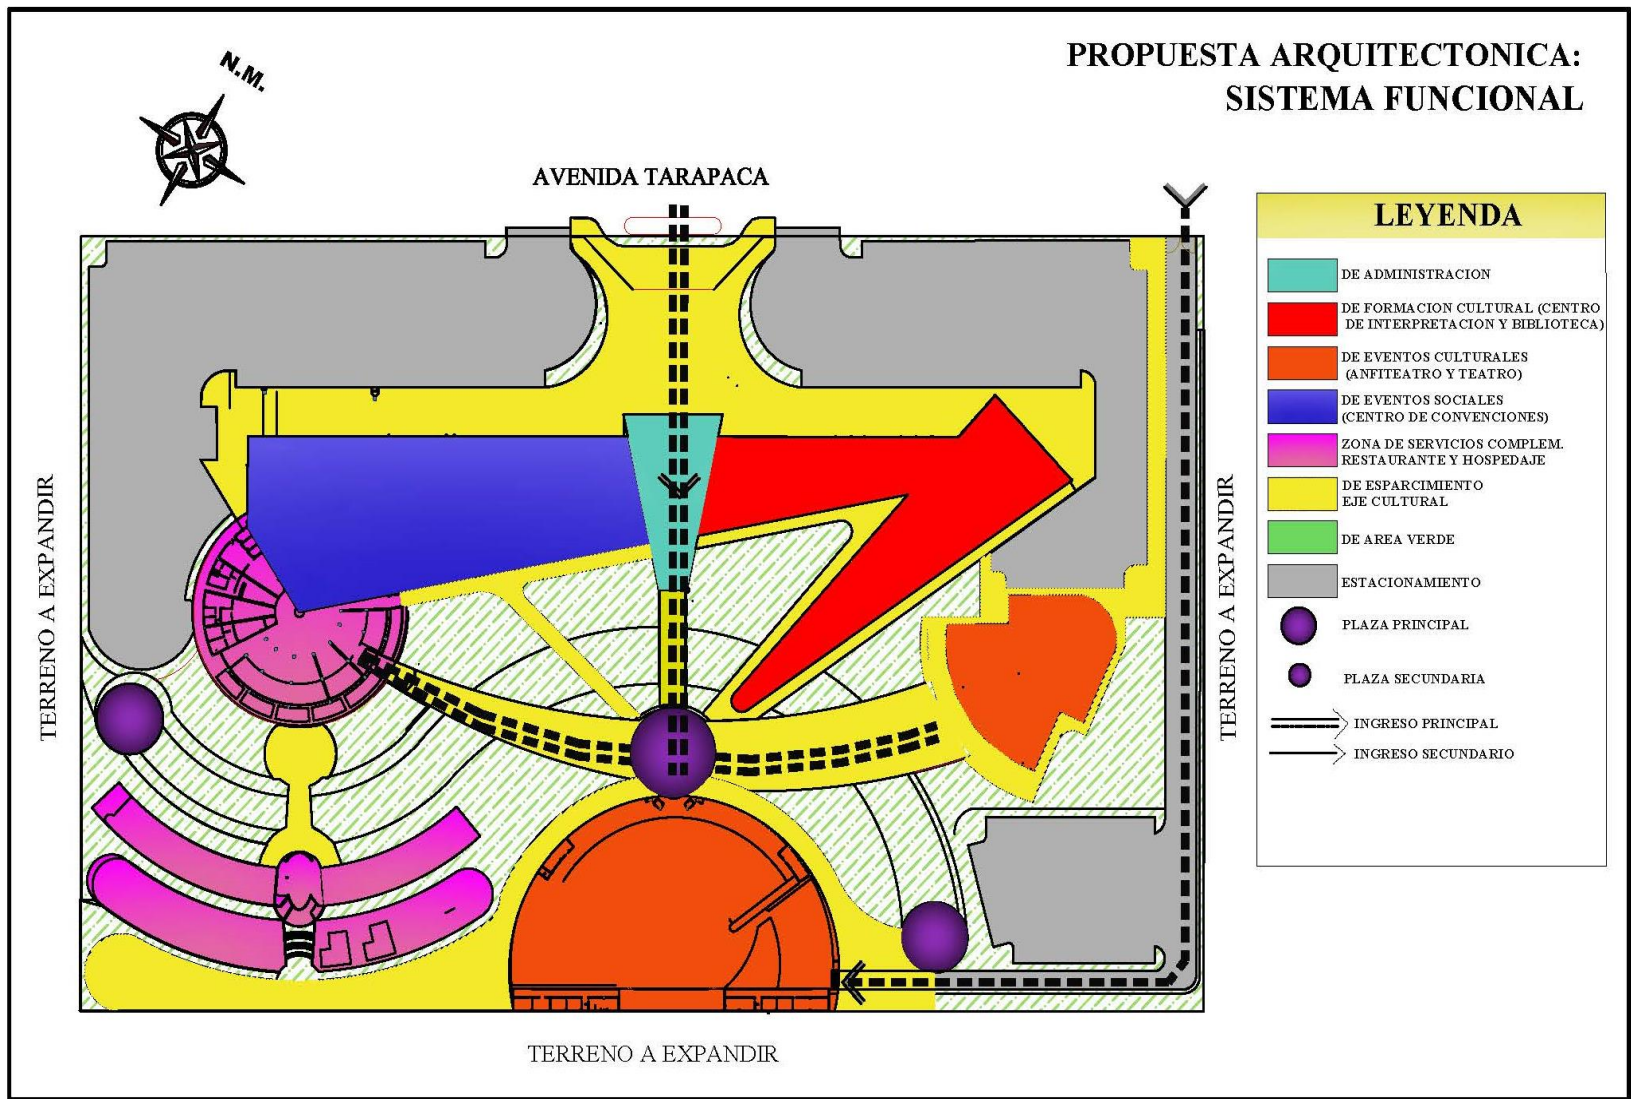 PROPUESTA ARQUITECTONICA:
SISTEMA FUNCIONAL
N.M.
AVENIDA TARAPACA
LEYENDA
DE ADMINISTRACION
DE FORMACION CULTURAL (CENTRO
DE INTERPRETACION Y BIBLIOTECA)
DE EVENTOS CULTURALES
(ANFITEATRO Y TEATRO)
DE EVENTOS SOCIALES
(CENTRO DE CONVENCIONES)
ZONA DE SERVICIOS COMPLEM.
RESTAURANTE Y HOSPEDAJE
DE ESPARCIMIENTO
EJE CULTURAL
DE AREA VERDE
ESTACIONAMIENTO
PLAZA PRINCIPAL
PLAZA SECUNDARIA
INGRESO PRINCIPAL
INGRESO SECUNDARIO
TERRENO A EXPANDIR
TERRENO A EXPANDIR
TERRENO A EXPANDIR